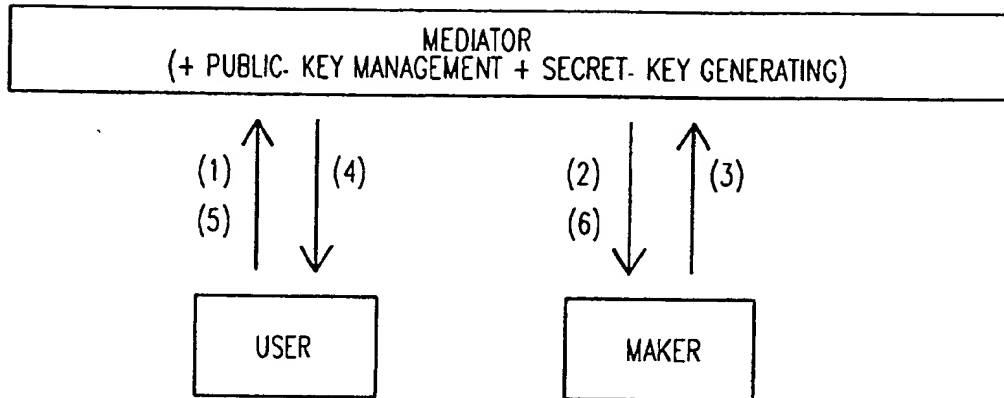 MEDIATOR
(+ PUBLIC- KEY MANAGEMENT + SECRET- KEY GENERATING)
(1)
(4)
(2)
(3)
(5)
(6)
USER
MAKER